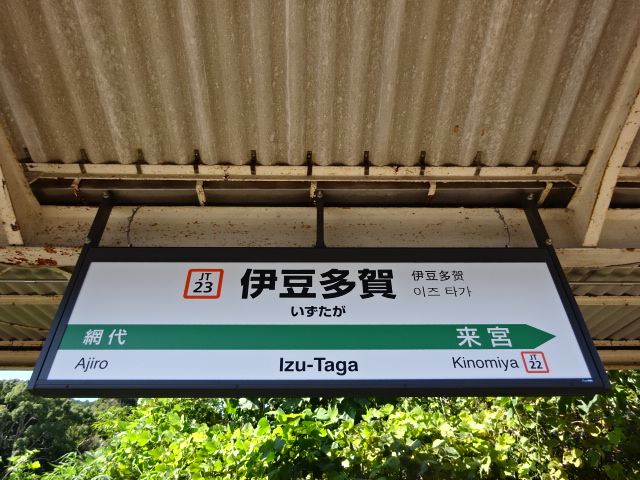 JT
23
伊豆多賀
伊豆多賀
이즈 타가
いずたが
網代
来宮
Ajiro
Izu-Taga
Kinomiya
JT
22